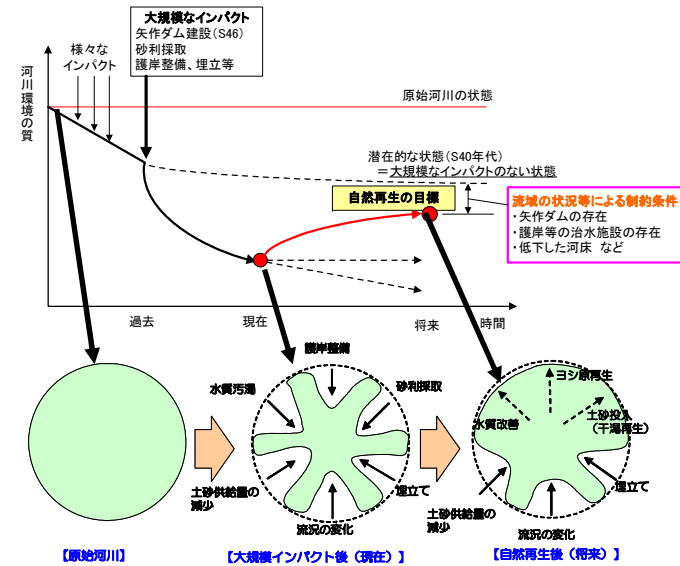 大規模なインパクト
矢作ダム建設（S46）
砂利採取
護岸整備、埋立等
様々な
インパクト
河川環境の質
原始河川の状態
潜在的な状態（S40年代）
＝大規模なインパクトのない状態
自然再生の目標
流域の状況等による制約条件
・矢作ダムの存在
・護岸等の治水施設の存在
・低下した河床 など
過去
現在
将来
時間
護岸整備
水質汚濁
砂利採取
土砂供給量の
減少
埋立て
流況の変化
ヨシ原再生
水質改善
土砂投入
（干潟再生）
土砂供給量の
減少
埋立て
流況の変化
【原始河川】
【大規模インパクト後（現在）】
【自然再生後（将来）】